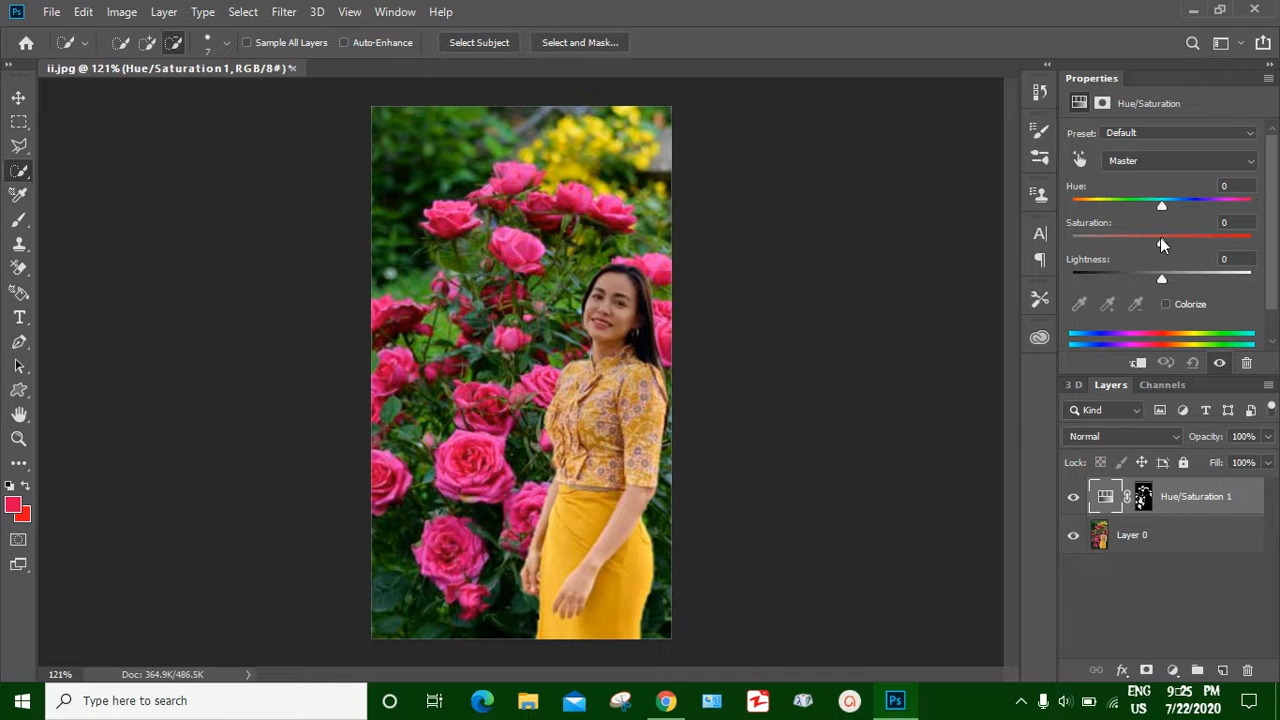 Ps File Edit Image Layer Type Select Filter 3D View Window Help
7 Sample All Layers Auto-Enhance Select Subject Select and Mask...
ii.jpg @ 121% (Hue/Saturation 1, RGB/8#) *
Properties
Hue/Saturation
Preset: Default
Master
Hue: 0
Saturation: 0
Lightness: 0
Colorize
3D Layers Channels
Kind
Normal Opacity: 100%
Lock: Fill: 100%
Hue/Saturation 1
Layer 0
121% Doc: 364.9K/486.5K
Type here to search
ENG
US
9:25 PM
7/22/2020